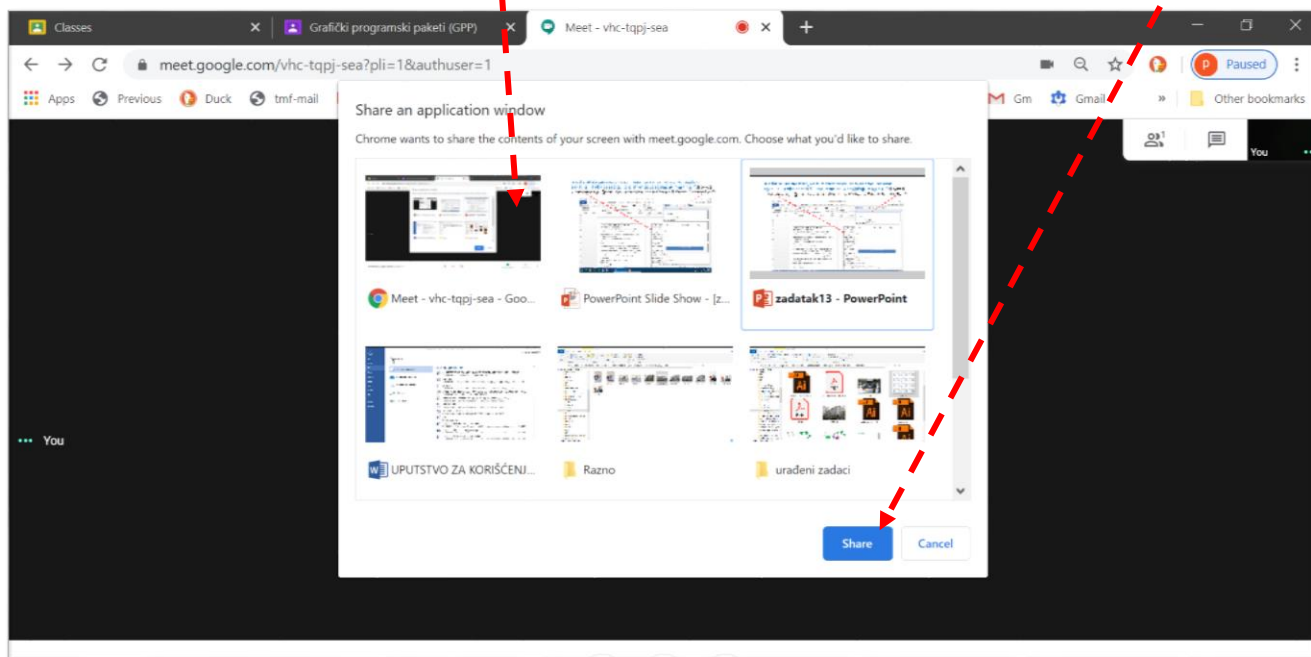 Classes
Grafički programski paketi (GPP)
Meet - vhc-tqpj-sea
meet.google.com/vhc-tqpj-sea?pli=1&authuser=1
P Paused
Apps Previous Duck tmf-mail
Gm Gmail » Other bookmarks
Share an application window
Chrome wants to share the contents of your screen with meet.google.com. Choose what you'd like to share.
1
You
Meet - vhc-tqpj-sea - Goo...
PowerPoint Slide Show - [z...
zadatak13 - PowerPoint
You
UPUTSTVO ZA KORIŠĆENJ...
Razno
urađeni zadaci
Share
Cancel